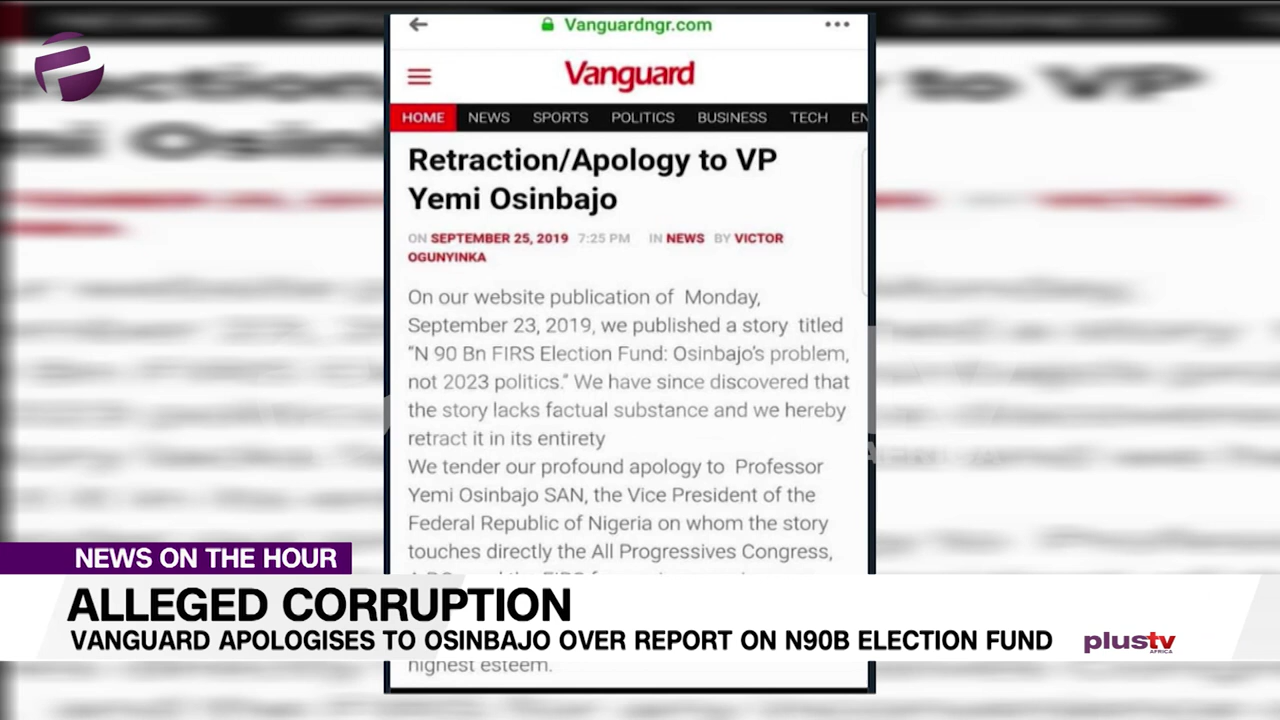 Vanguardngr.com
Vanguard
HOME NEWS SPORTS POLITICS BUSINESS TECH EN
Retraction/Apology to VP
Yemi Osinbajo
ON SEPTEMBER 25, 2019 7:25 PM IN NEWS BY VICTOR
OGUNYINKA
On our website publication of Monday,
September 23, 2019, we published a story titled
“N 90 Bn FIRS Election Fund: Osinbajo’s problem,
not 2023 politics.” We have since discovered that
the story lacks factual substance and we hereby
retract it in its entirety
We tender our profound apology to Professor
Yemi Osinbajo SAN, the Vice President of the
Federal Republic of Nigeria on whom the story
touches directly the All Progressives Congress,
highest esteem.
NEWS ON THE HOUR
ALLEGED CORRUPTION
VANGUARD APOLOGISES TO OSINBAJO OVER REPORT ON N90B ELECTION FUND
plustv
AFRICA